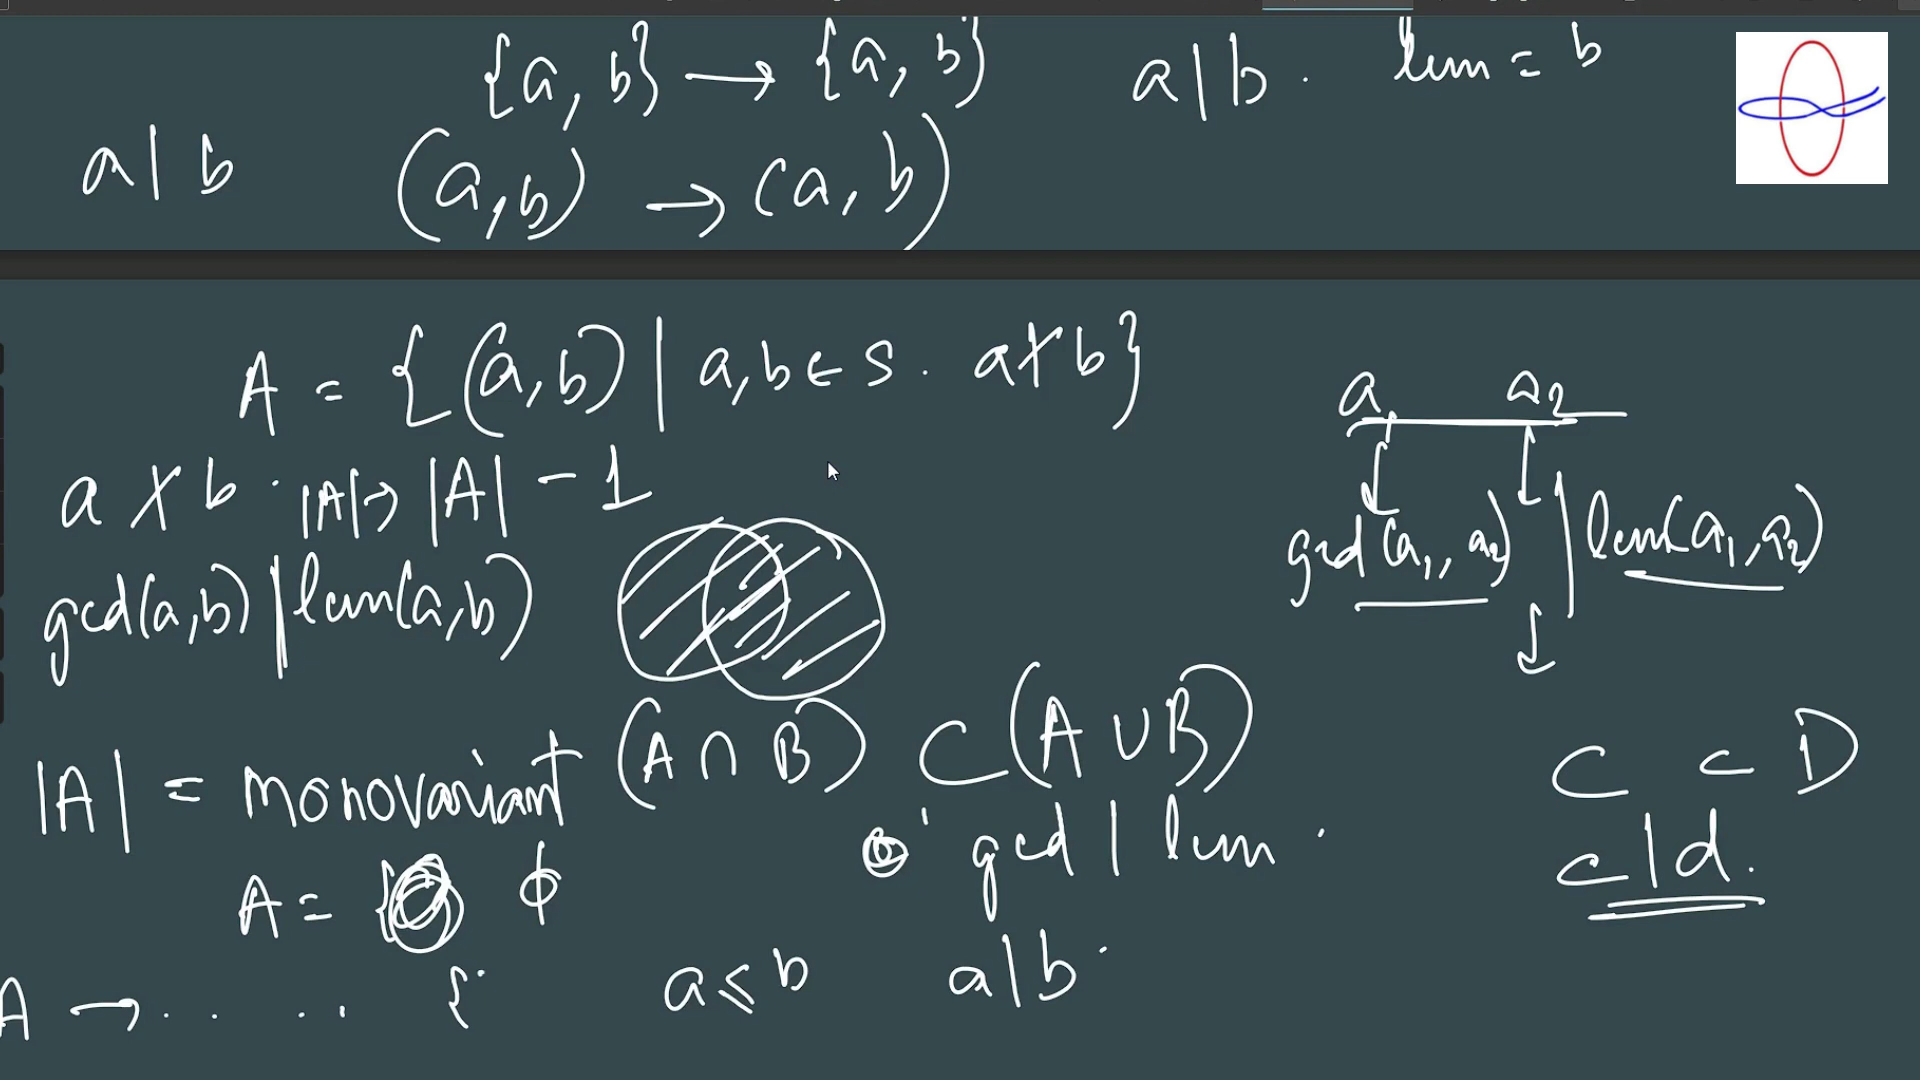 {a, b} → {a, b} a | b . lcm = b
a | b (a, b) → (a, b)
A = { (a, b) | a, b ∈ S . a ∤ b }
a₁ a₂
a ∤ b . |A| → |A| - 1
gcd(a₁, a₂) | lcm(a₁, a₂)
gcd(a, b) | lcm(a, b)
|A| = monovariant (A ∩ B) ⊂ (A ∪ B) C ⊂ D
gcd | lcm . c | d .
A = { ϕ
A → . . . . { a ≤ b a | b .